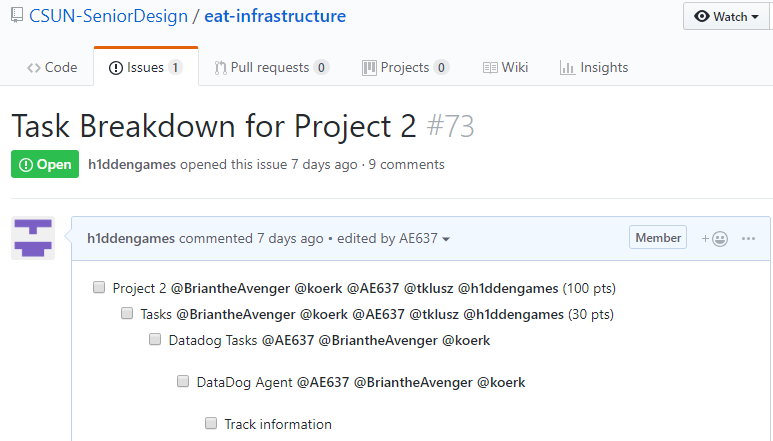 CSUN-SeniorDesign / eat-infrastructure
Watch
Code
Issues 1
Pull requests 0
Projects 0
Wiki
Insights
Task Breakdown for Project 2 #73
Open
h1ddengames opened this issue 7 days ago · 9 comments
h1ddengames commented 7 days ago • edited by AE637
Member
Project 2 @BriantheAvenger @koerk @AE637 @tklusz @h1ddengames (100 pts)
Tasks @BriantheAvenger @koerk @AE637 @tklusz @h1ddengames (30 pts)
Datadog Tasks @AE637 @BriantheAvenger @koerk
DataDog Agent @AE637 @BriantheAvenger @koerk
Track information